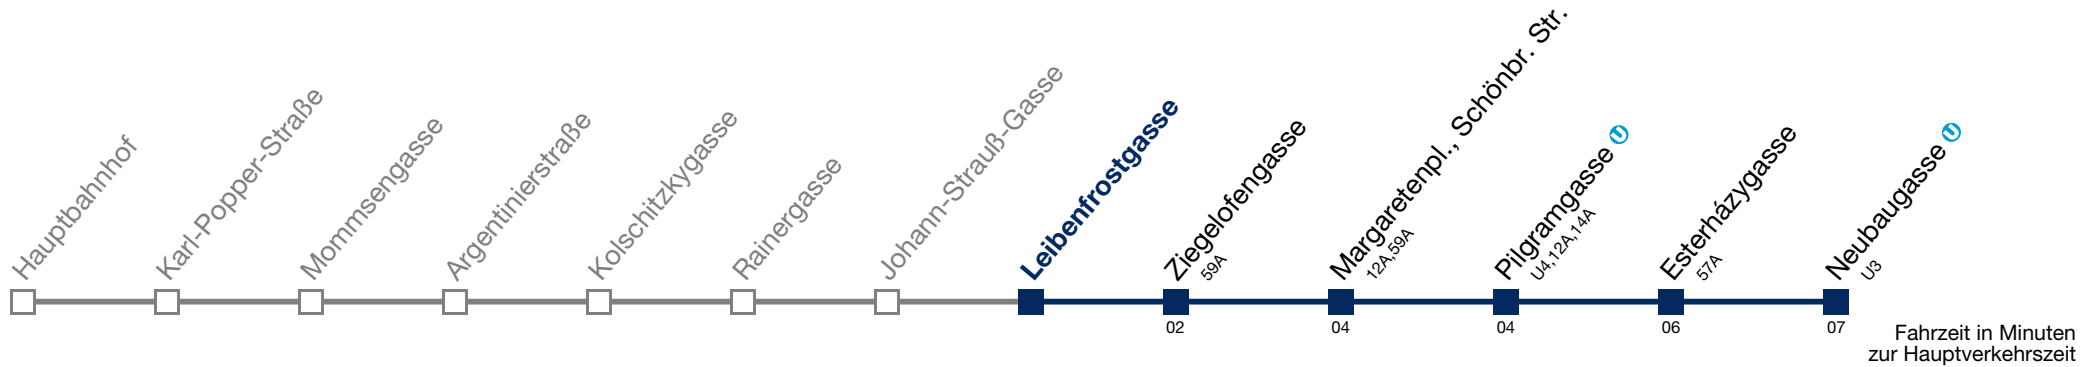 Hauptbahnhof
Karl-Popper-Straße
Mommsengasse
Argentinierstraße
Kolschitzkygasse
Rainergasse
Johann-Strauß-Gasse
Leibenfrostgasse
Ziegelofengasse
59A
02
Margaretenpl., Schönbr. Str.
12A,59A
04
Pilgramgasse U
U4,12A,14A
04
Esterházygasse
57A
06
Neubaugasse U
U3
07
Fahrzeit in Minuten
zur Hauptverkehrszeit